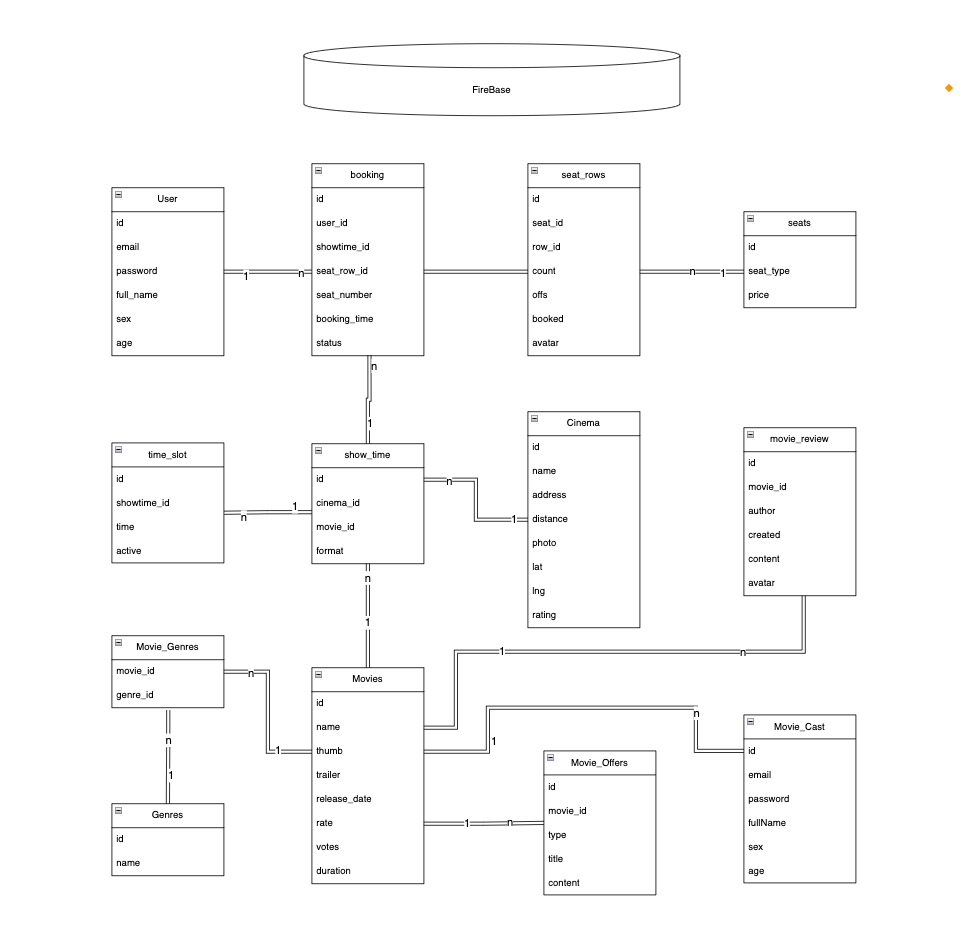 FireBase
User
id
email
password
full_name
sex
age
1
n
booking
id
user_id
showtime_id
seat_row_id
seat_number
booking_time
status
seat_rows
id
seat_id
row_id
count
offs
booked
avatar
n
1
seats
id
seat_type
price
n
1
time_slot
id
showtime_id
time
active
n
1
show_time
id
cinema_id
movie_id
format
n
1
Cinema
id
name
address
distance
photo
lat
lng
rating
movie_review
id
movie_id
author
created
content
avatar
n
1
1
n
Movie_Genres
movie_id
genre_id
n
1
n
1
Genres
id
name
Movies
id
name
thumb
trailer
release_date
rate
votes
duration
1
n
1
n
Movie_Offers
id
movie_id
type
title
content
Movie_Cast
id
email
password
fullName
sex
age